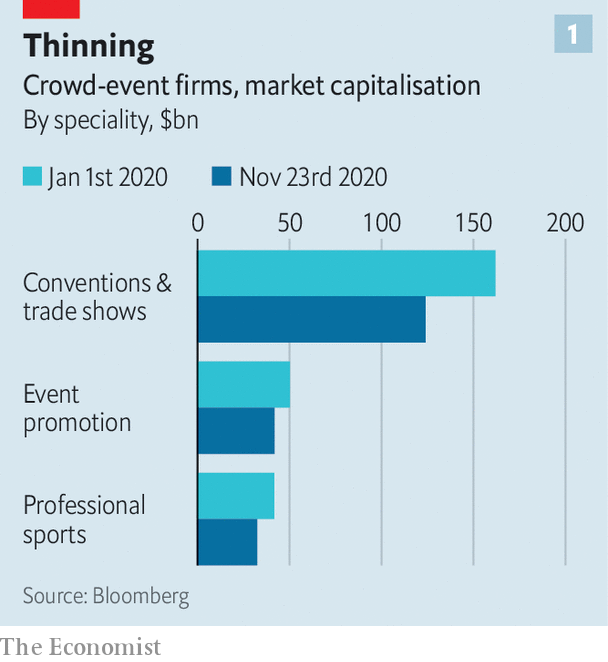 1
Thinning
Crowd-event firms, market capitalisation
By speciality, $bn
Jan 1st 2020 Nov 23rd 2020
0 50 100 150 200
Conventions &
trade shows
Event
promotion
Professional
sports
Source: Bloomberg
The Economist